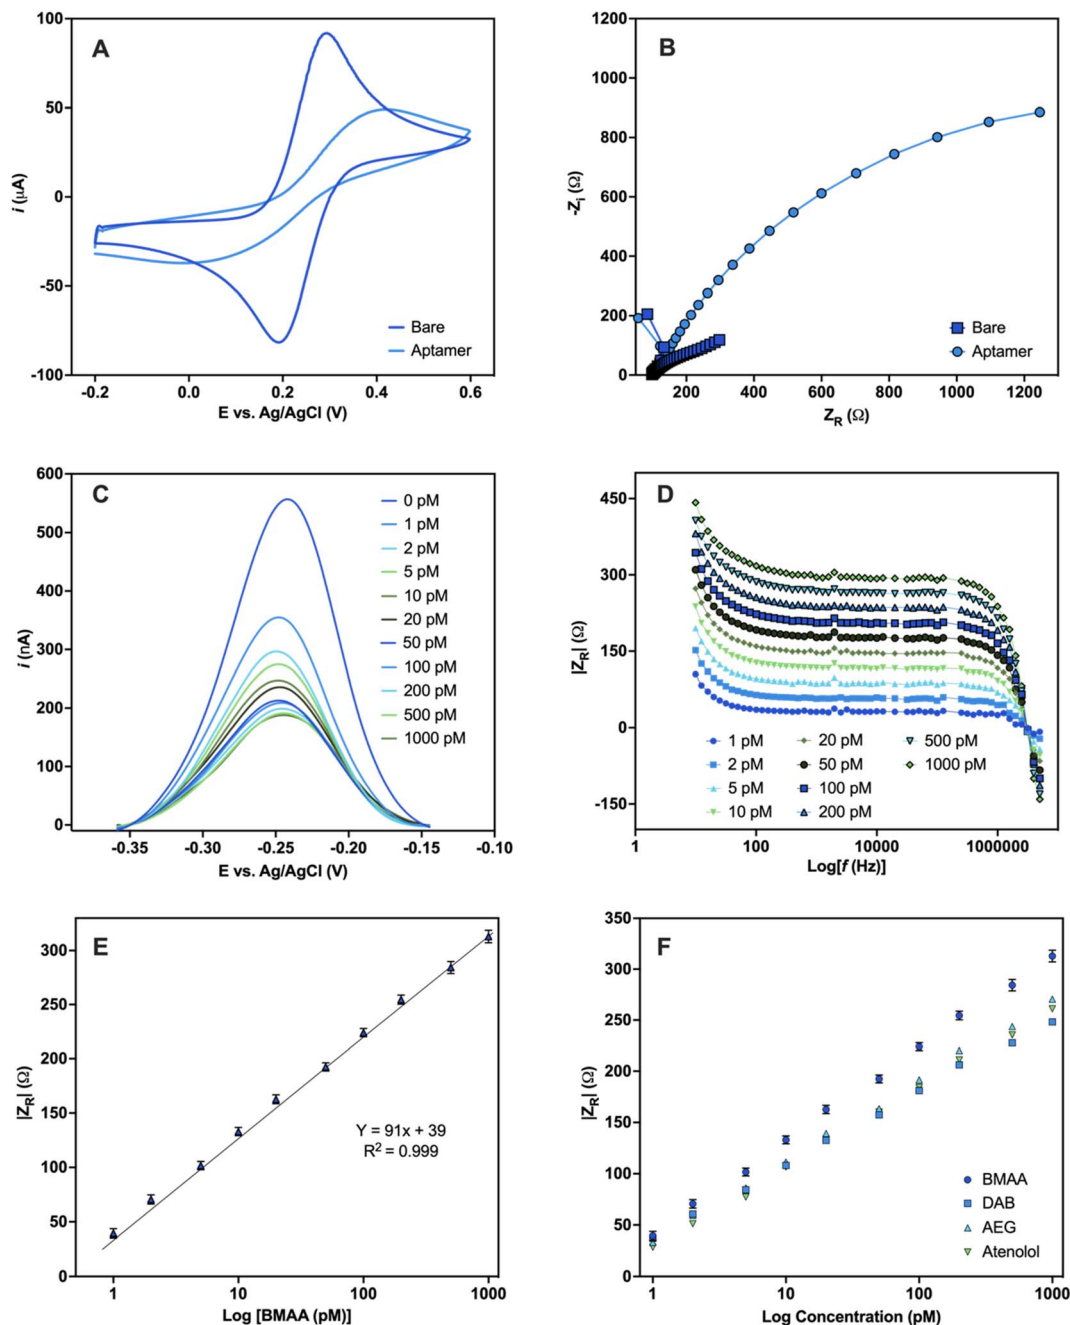 A
100
50
0
-50
-100
i (µA)
-0.2 0.0 0.2 0.4 0.6
E vs. Ag/AgCl (V)
Bare
Aptamer
B
1200
1000
800
600
400
200
0
-Zi (Ω)
200 400 600 800 1000 1200
ZR (Ω)
Bare
Aptamer
C
600
500
400
300
200
100
0
i (nA)
-0.35 -0.30 -0.25 -0.20 -0.15 -0.10
E vs. Ag/AgCl (V)
0 pM
1 pM
2 pM
5 pM
10 pM
20 pM
50 pM
100 pM
200 pM
500 pM
1000 pM
D
450
300
150
0
-150
|ZR| (Ω)
1 100 10000 1000000
Log[f (Hz)]
1 pM 20 pM 500 pM
2 pM 50 pM 1000 pM
5 pM 100 pM
10 pM 200 pM
E
300
250
200
150
100
50
0
|ZR| (Ω)
Y = 91x + 39
R² = 0.999
1 10 100 1000
Log [BMAA (pM)]
F
350
300
250
200
150
100
50
0
|ZR| (Ω)
BMAA
DAB
AEG
Atenolol
1 10 100 1000
Log Concentration (pM)